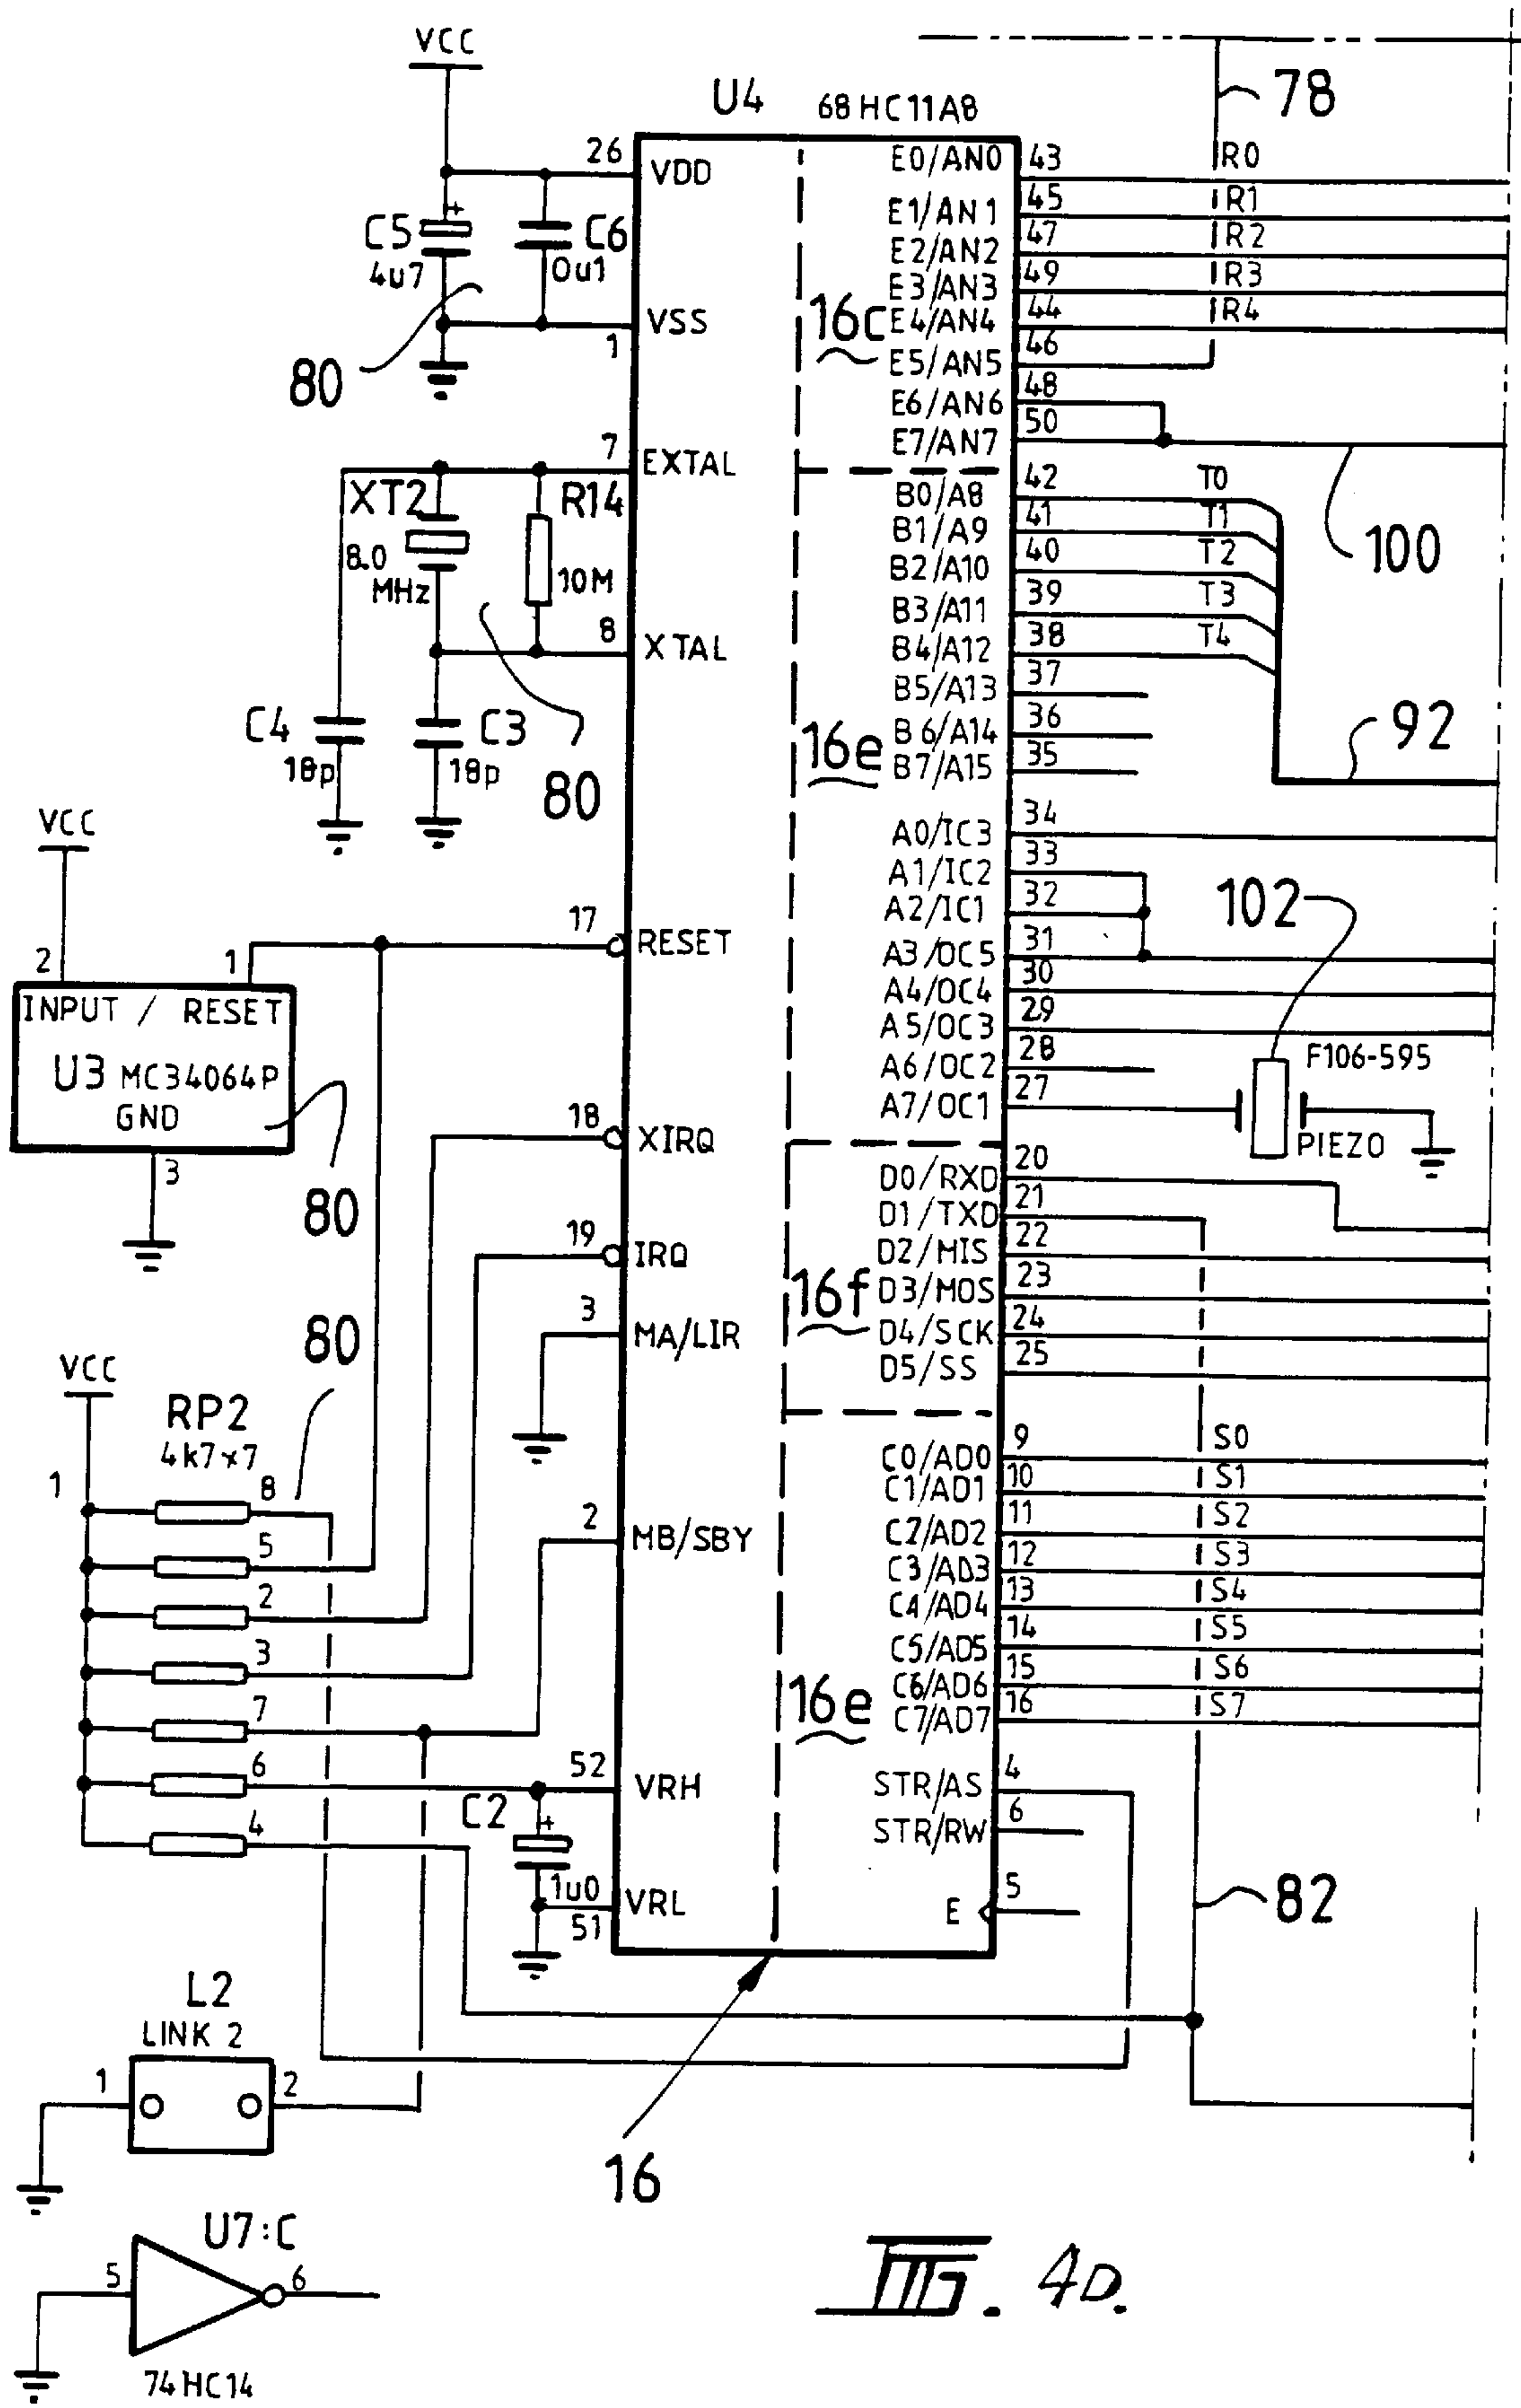 VCC
U4 68HC11A8
78
26 VDD
E0/AN0 43 R0
E1/AN1 45 R1
E2/AN2 47 R2
E3/AN3 49 R3
E4/AN4 44 R4
E5/AN5 46
E6/AN6 48
E7/AN7 50
C5 4u7
+
C6 0u1
80
VSS 1
16c
7 EXTAL
XT2 8.0 MHz
R14 10M
8 XTAL
C4 18p
C3 18p
80
B0/A8 42 T0
B1/A9 41 T1
B2/A10 40 T2
B3/A11 39 T3
B4/A12 38 T4
B5/A13 37
B6/A14 36
B7/A15 35
16e
100
92
VCC
A0/IC3 34
A1/IC2 33
A2/IC1 32
A3/OC5 31
A4/OC4 30
A5/OC3 29
A6/OC2 28
A7/OC1 27
102
F106-595
PIEZO
17 RESET
2 1
INPUT / RESET
U3 MC34064P
GND
3
80
18 XIRQ
19 IRQ
3 MA/LIR
D0/RXD 20
D1/TXD 21
D2/MIS 22
D3/MOS 23
D4/SCK 24
D5/SS 25
16f
80
VCC
RP2
4k7x7
1
8
5
2
3
7
6
4
2 MB/SBY
C0/AD0 9 S0
C1/AD1 10 S1
C2/AD2 11 S2
C3/AD3 12 S3
C4/AD4 13 S4
C5/AD5 14 S5
C6/AD6 15 S6
C7/AD7 16 S7
16e
52 VRH
C2
+
1u0
VRL
51
STR/AS 4
STR/RW 6
E 5
82
L2
LINK 2
1 2
16
U7:C
5 6
74HC14
FIG. 4D.